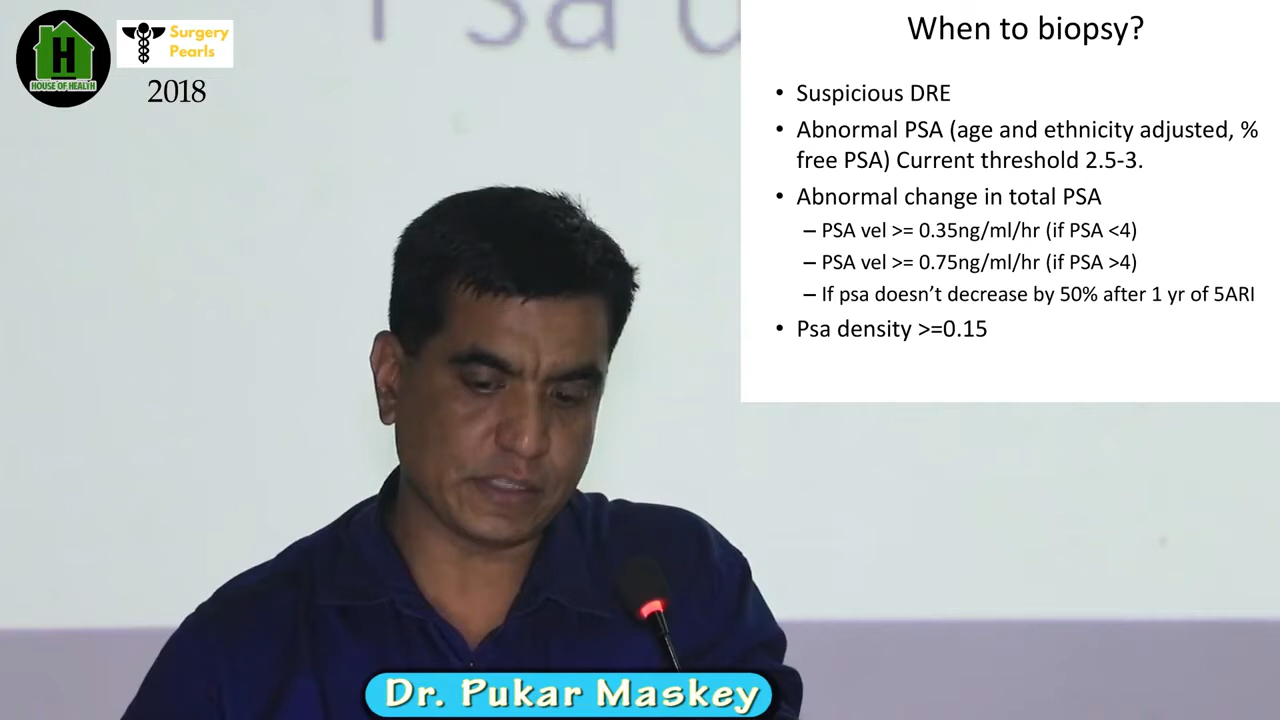 Psa d
H
HOUSE OF HEALTH
Surgery
Pearls
2018
When to biopsy?
• Suspicious DRE
• Abnormal PSA (age and ethnicity adjusted, %
free PSA) Current threshold 2.5-3.
• Abnormal change in total PSA
– PSA vel >= 0.35ng/ml/hr (if PSA <4)
– PSA vel >= 0.75ng/ml/hr (if PSA >4)
– If psa doesn't decrease by 50% after 1 yr of 5ARI
• Psa density >=0.15
Dr. Pukar Maskey